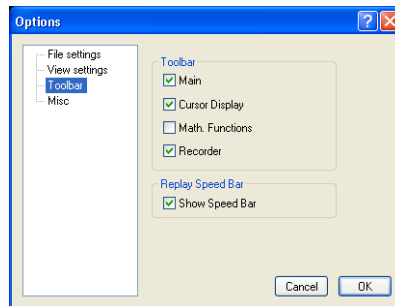 Options
File settings
View settings
Toolbar
Misc
Toolbar
Main
Cursor Display
Math. Functions
Recorder
Replay Speed Bar
Show Speed Bar
Cancel
OK